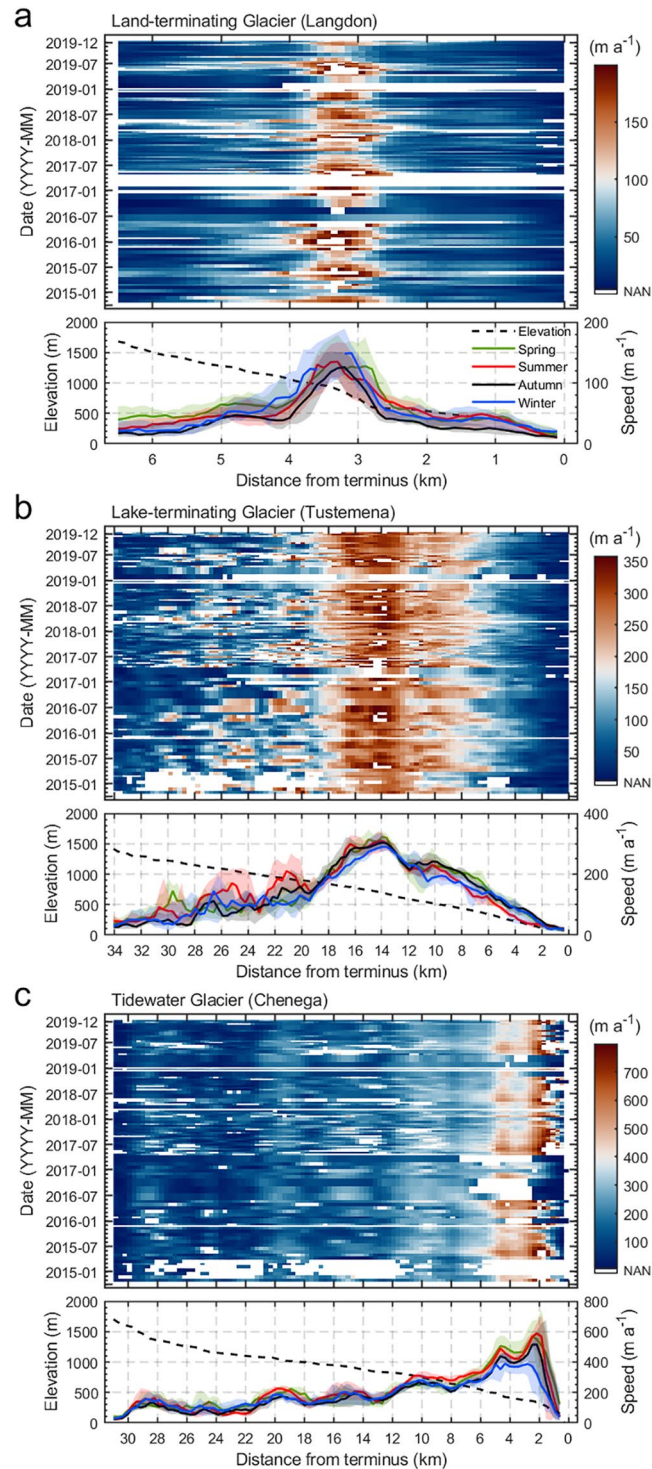 a
Land-terminating Glacier (Langdon)
(m a⁻¹)
Date (YYYY-MM)
2019-12
2019-07
2019-01
2018-07
2018-01
2017-07
2017-01
2016-07
2016-01
2015-07
2015-01
150
100
50
NAN
Elevation (m)
2000
1500
1000
500
0
Elevation
Spring
Summer
Autumn
Winter
200
100
0
Speed (m a⁻¹)
6 5 4 3 2 1 0
Distance from terminus (km)
b
Lake-terminating Glacier (Tustemena)
(m a⁻¹)
Date (YYYY-MM)
2019-12
2019-07
2019-01
2018-07
2018-01
2017-07
2017-01
2016-07
2016-01
2015-07
2015-01
350
300
250
200
150
100
50
NAN
Elevation (m)
2000
1500
1000
500
0
400
200
0
Speed (m a⁻¹)
34 32 30 28 26 24 22 20 18 16 14 12 10 8 6 4 2 0
Distance from terminus (km)
c
Tidewater Glacier (Chenega)
(m a⁻¹)
Date (YYYY-MM)
2019-12
2019-07
2019-01
2018-07
2018-01
2017-07
2017-01
2016-07
2016-01
2015-07
2015-01
700
600
500
400
300
200
100
NAN
Elevation (m)
2000
1500
1000
500
0
800
600
400
200
0
Speed (m a⁻¹)
30 28 26 24 22 20 18 16 14 12 10 8 6 4 2 0
Distance from terminus (km)